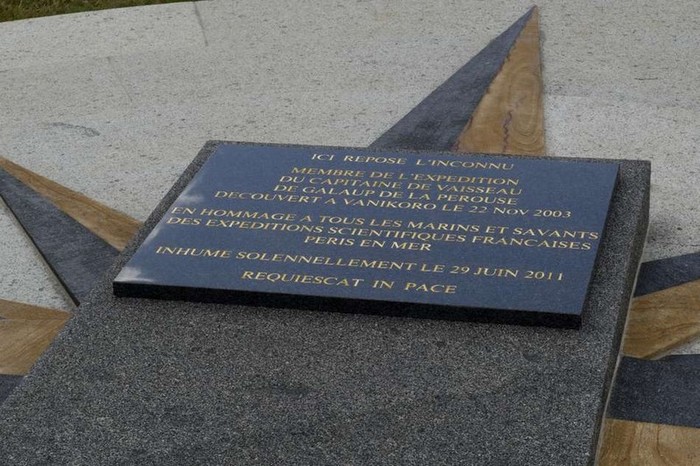 ICI REPOSE L'INCONNU
MEMBRE DE L'EXPEDITION
DU CAPITAINE DE VAISSEAU
DE GALAUP DE LA PEROUSE
DECOUVERT A VANIKORO LE 22 NOV 2003
EN HOMMAGE A TOUS LES MARINS ET SAVANTS
DES EXPEDITIONS SCIENTIFIQUES FRANCAISES
PERIS EN MER
INHUME SOLENNELLEMENT LE 29 JUIN 2011
REQUIESCAT IN PACE